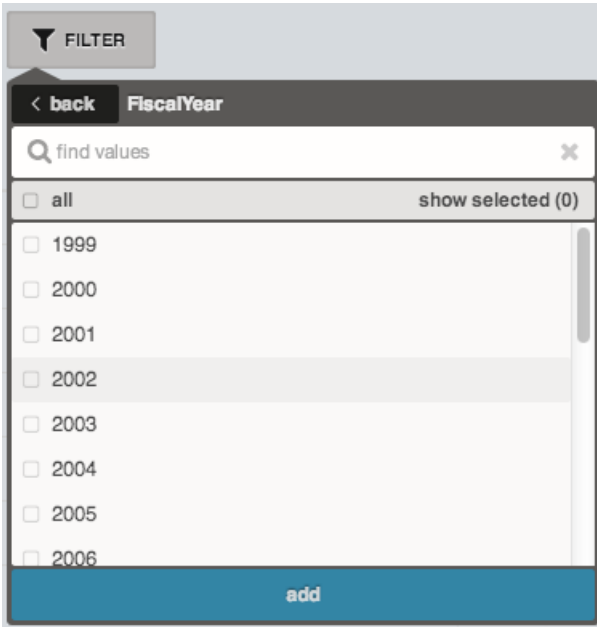 FILTER
< back FiscalYear
find values
all show selected (0)
1999
2000
2001
2002
2003
2004
2005
2006
add